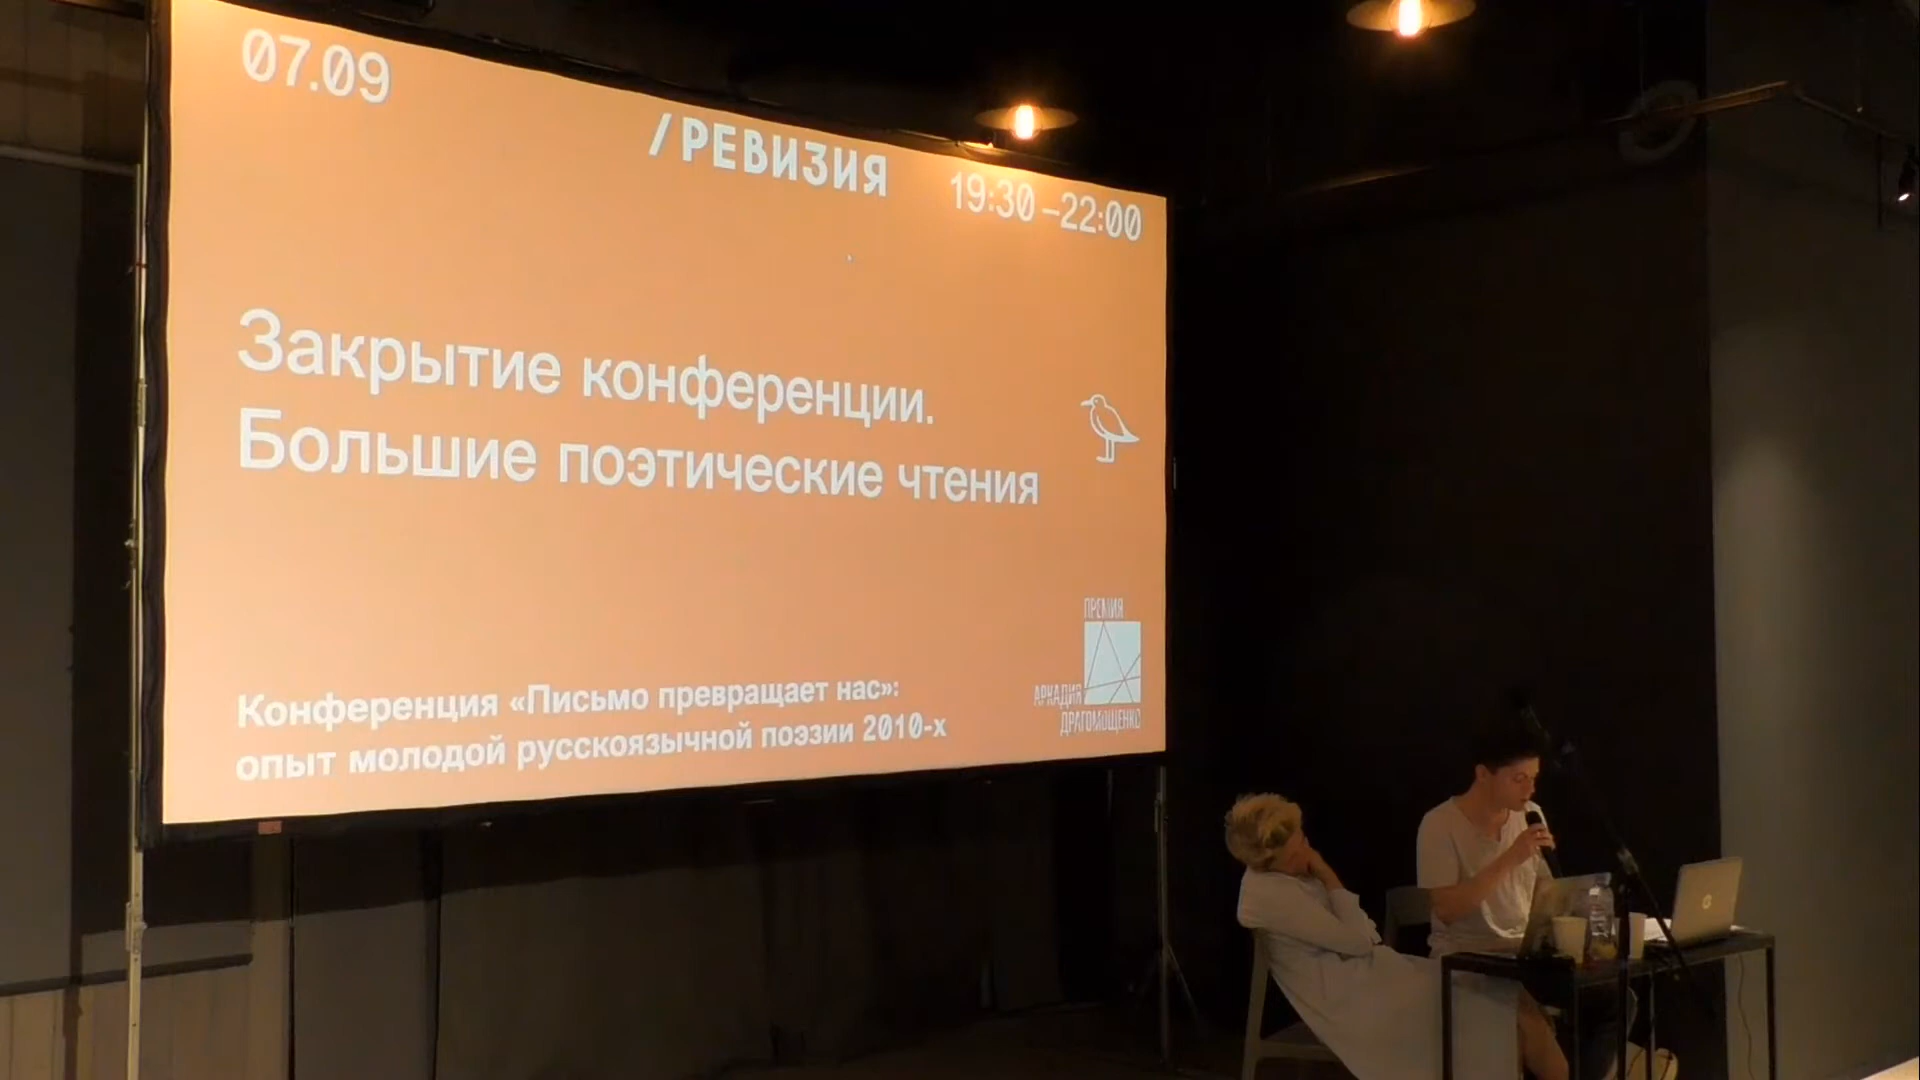 07.09
/РЕВИЗИЯ
19:30–22:00
Закрытие конференции.
Большие поэтические чтения
Конференция «Письмо превращает нас»:
опыт молодой русскоязычной поэзии 2010-х
ПРЕМИЯ
АРКАДИЯ
ДРАГОМОЩЕНКО
hp